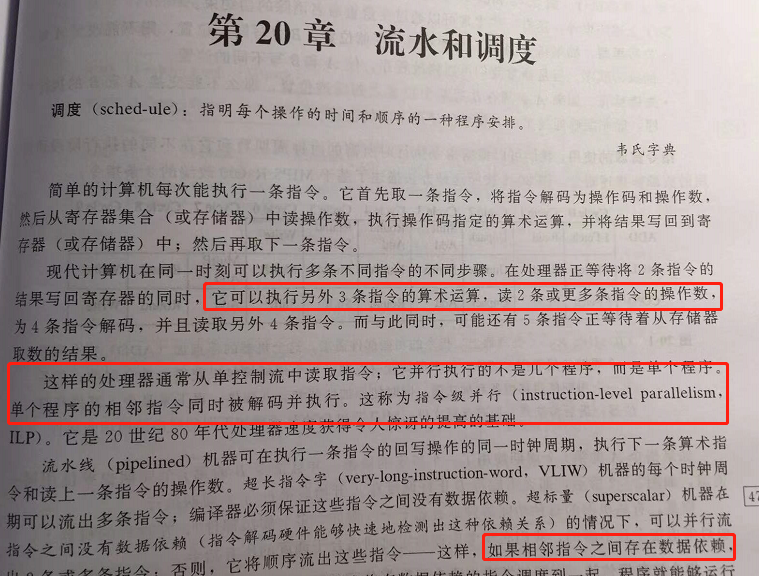 第 20 章 流水和调度
调度（sched-ule）：指明每个操作的时间和顺序的一种程序安排。
韦氏字典
简单的计算机每次能执行一条指令。它首先取一条指令，将指令解码为操作码和操作数，
然后从寄存器集合（或存储器）中读操作数，执行操作码指定的算术运算，并将结果写回到寄
存器（或存储器）中；然后再取下一条指令。
现代计算机在同一时刻可以执行多条不同指令的不同步骤。在处理器正等待将 2 条指令的
结果写回寄存器的同时，它可以执行另外 3 条指令的算术运算，读 2 条或更多条指令的操作数，
为 4 条指令解码，并且读取另外 4 条指令。而与此同时，可能还有 5 条指令正等待着从存储器
取数的结果。
这样的处理器通常从单控制流中读取指令；它并行执行的不是几个程序，而是单个程序。
单个程序的相邻指令同时被解码并执行。这称为指令级并行（instruction-level parallelism,
ILP）。它是 20 世纪 80 年代处理器速度获得令人惊讶的提高的基础。
流水线（pipelined）机器可在执行一条指令的回写操作的同一时钟周期，执行下一条算术指
令和读上一条指令的操作数。超长指令字（very-long-instruction-word，VLIW）机器的每个时钟周
期可以流出多条指令；编译器必须保证这些指令之间没有数据依赖。超标量（superscalar）机器在
指令之间没有数据依赖（指令解码硬件能够快速地检测出这种依赖关系）的情况下，可以并行流
出 2 条或多条指令；否则，它将顺序流出这些指令——这样，如果相邻指令之间存在数据依赖，
47